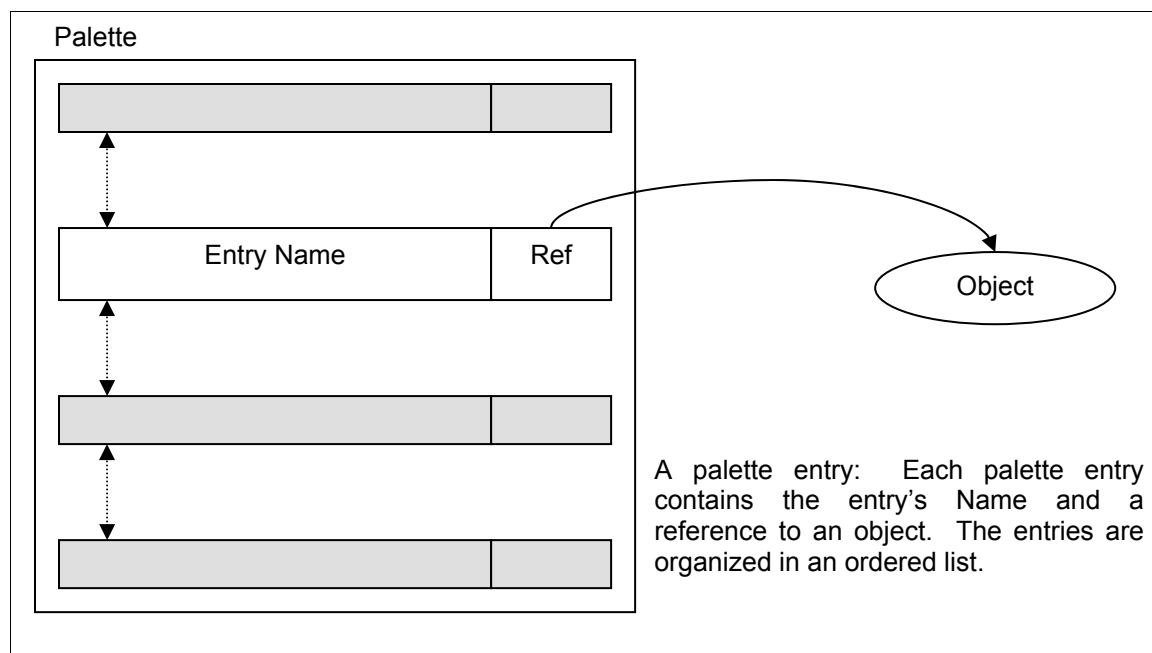 Palette
Entry Name
Ref
Object
A palette entry: Each palette entry
contains the entry’s Name and a
reference to an object. The entries are
organized in an ordered list.